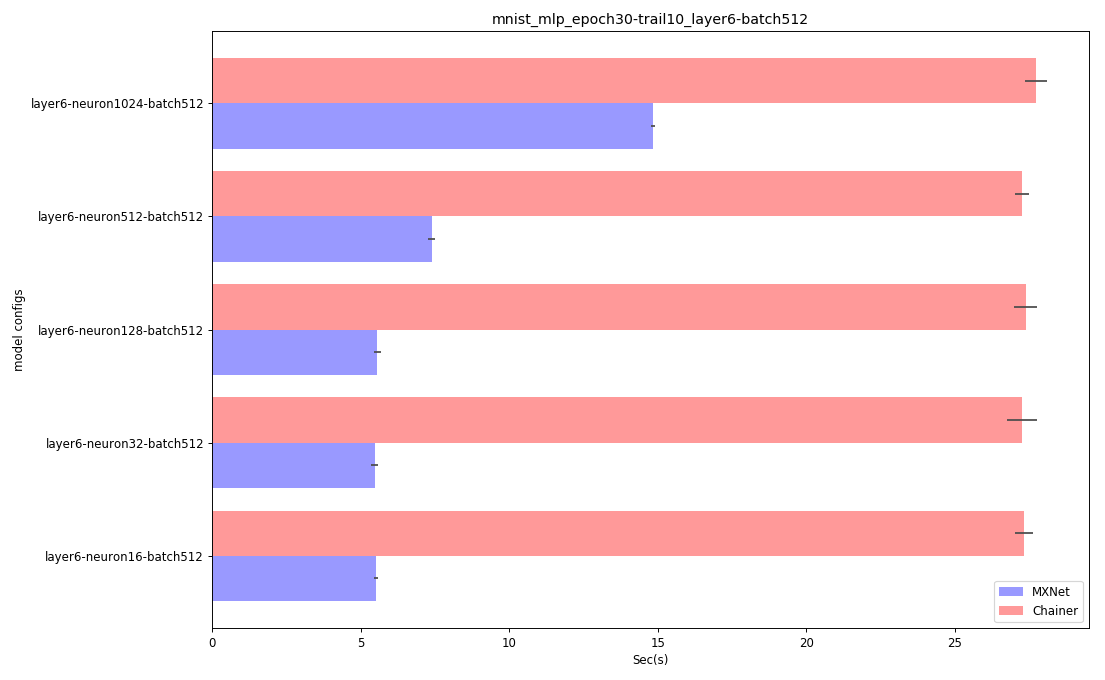 mnist_mlp_epoch30-trail10_layer6-batch512
layer6-neuron1024-batch512
layer6-neuron512-batch512
layer6-neuron128-batch512
layer6-neuron32-batch512
layer6-neuron16-batch512
model configs
0 5 10 15 20 25
Sec(s)
MXNet
Chainer